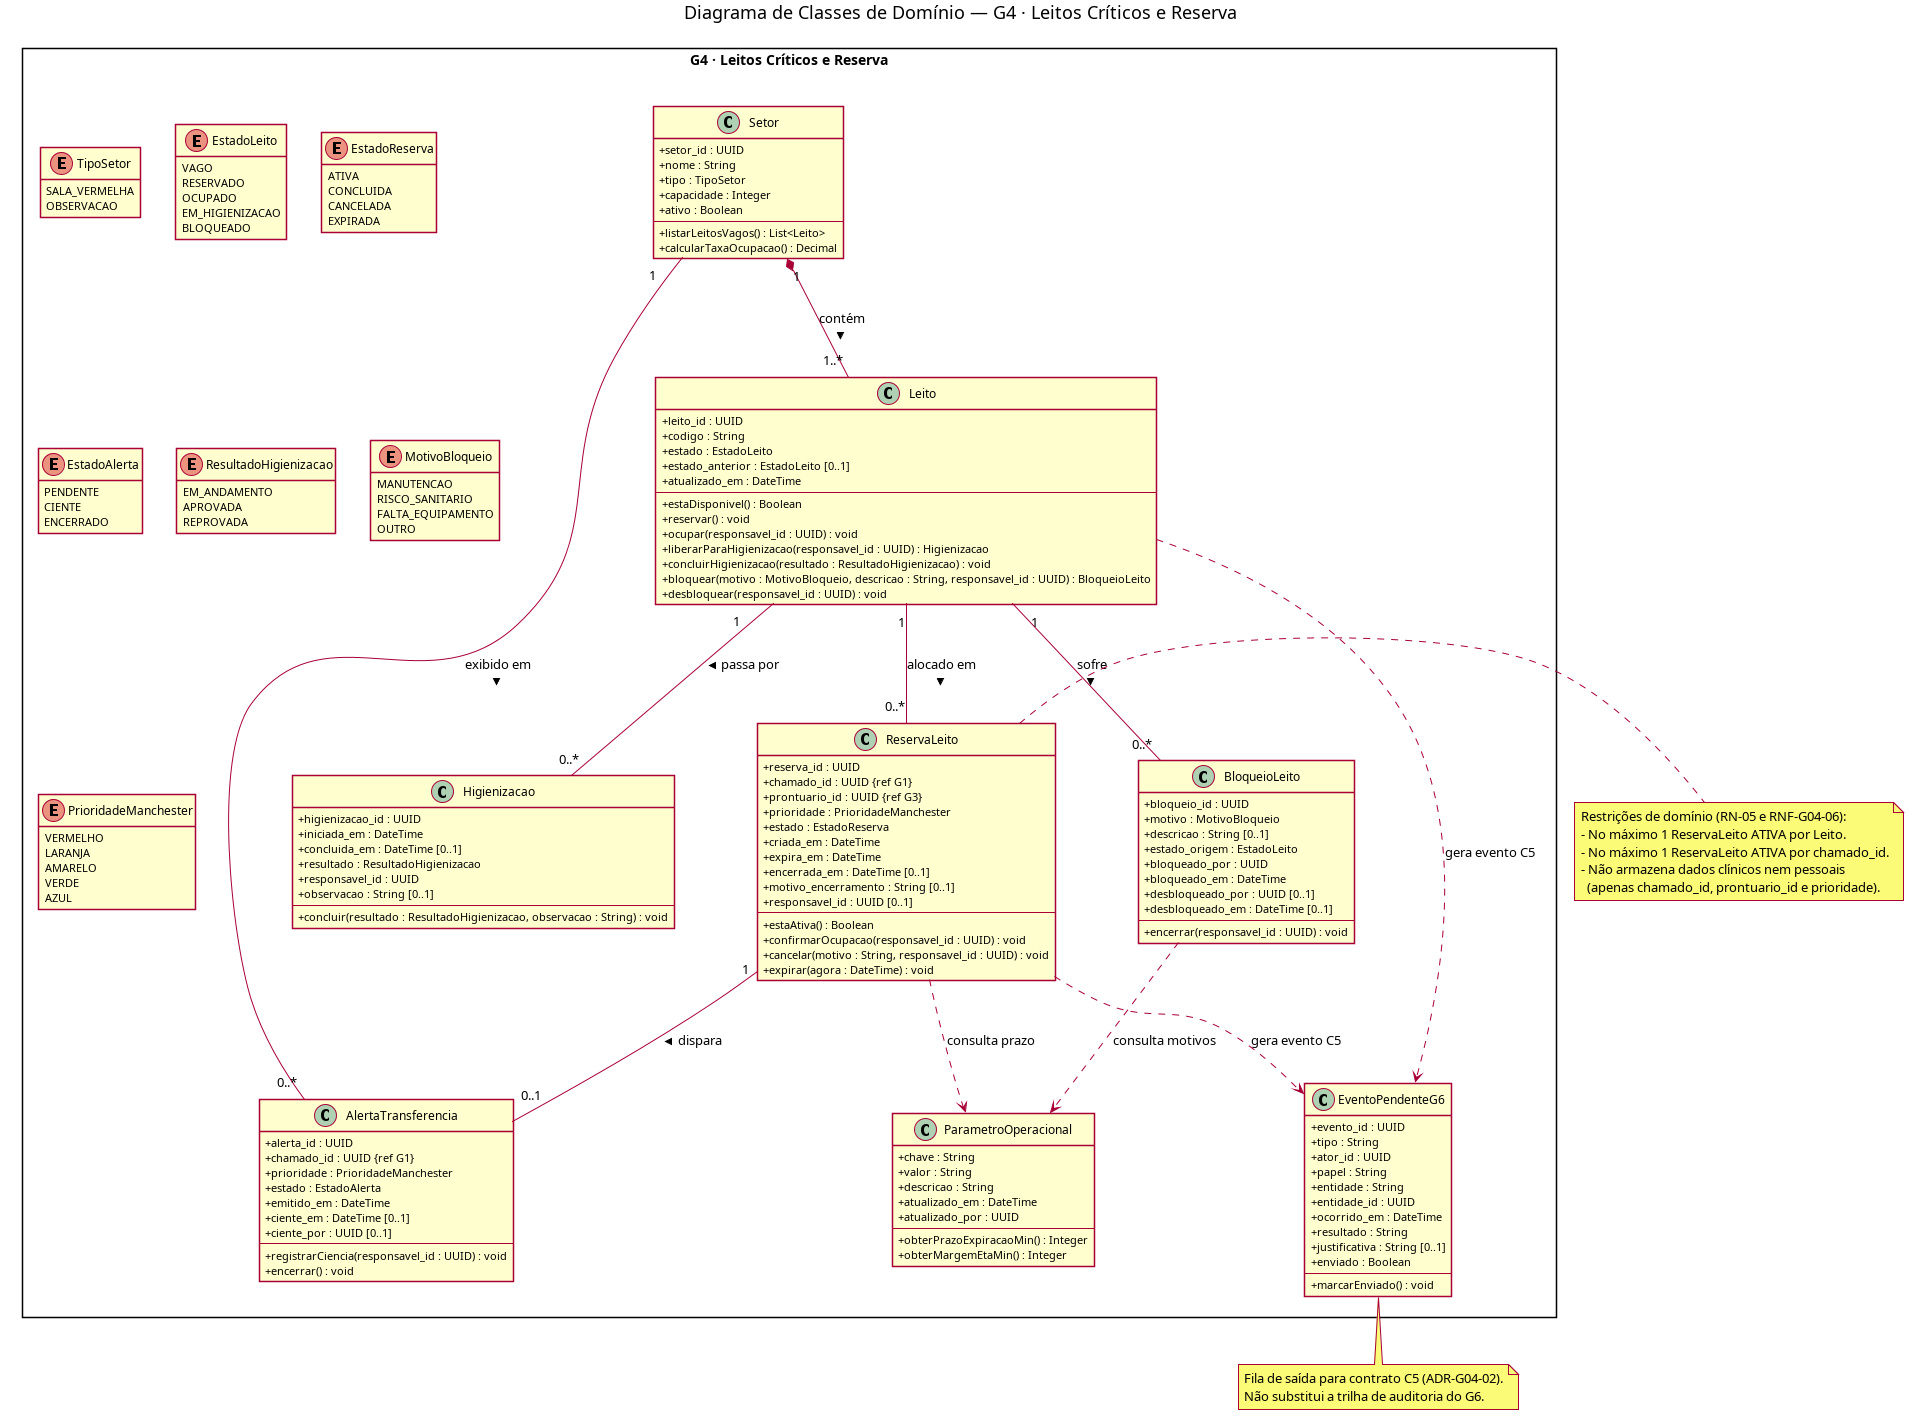 Diagrama de Classes de Domínio — G4 · Leitos Críticos e Reserva
G4 · Leitos Críticos e Reserva
E TipoSetor
SALA_VERMELHA
OBSERVACAO
E EstadoLeito
VAGO
RESERVADO
OCUPADO
EM_HIGIENIZACAO
BLOQUEADO
E EstadoReserva
ATIVA
CONCLUIDA
CANCELADA
EXPIRADA
C Setor
+setor_id : UUID
+nome : String
+tipo : TipoSetor
+capacidade : Integer
+ativo : Boolean
+listarLeitosVagos() : List<Leito>
+calcularTaxaOcupacao() : Decimal
1
1
contém
▼
1..*
E EstadoAlerta
PENDENTE
CIENTE
ENCERRADO
E ResultadoHigienizacao
EM_ANDAMENTO
APROVADA
REPROVADA
E MotivoBloqueio
MANUTENCAO
RISCO_SANITARIO
FALTA_EQUIPAMENTO
OUTRO
C Leito
+leito_id : UUID
+codigo : String
+estado : EstadoLeito
+estado_anterior : EstadoLeito [0..1]
+atualizado_em : DateTime
+estaDisponivel() : Boolean
+reservar() : void
+ocupar(responsavel_id : UUID) : void
+liberarParaHigienizacao(responsavel_id : UUID) : Higienizacao
+concluirHigienizacao(resultado : ResultadoHigienizacao) : void
+bloquear(motivo : MotivoBloqueio, descricao : String, responsavel_id : UUID) : BloqueioLeito
+desbloquear(responsavel_id : UUID) : void
1
1
1
exibido em
▼
◄ passa por
alocado em
▼
sofre
▼
0..*
0..*
0..*
E PrioridadeManchester
VERMELHO
LARANJA
AMARELO
VERDE
AZUL
C Higienizacao
+higienizacao_id : UUID
+iniciada_em : DateTime
+concluida_em : DateTime [0..1]
+resultado : ResultadoHigienizacao
+responsavel_id : UUID
+observacao : String [0..1]
+concluir(resultado : ResultadoHigienizacao, observacao : String) : void
C ReservaLeito
+reserva_id : UUID
+chamado_id : UUID {ref G1}
+prontuario_id : UUID {ref G3}
+prioridade : PrioridadeManchester
+estado : EstadoReserva
+criada_em : DateTime
+expira_em : DateTime
+encerrada_em : DateTime [0..1]
+motivo_encerramento : String [0..1]
+responsavel_id : UUID [0..1]
+estaAtiva() : Boolean
+confirmarOcupacao(responsavel_id : UUID) : void
+cancelar(motivo : String, responsavel_id : UUID) : void
+expirar(agora : DateTime) : void
C BloqueioLeito
+bloqueio_id : UUID
+motivo : MotivoBloqueio
+descricao : String [0..1]
+estado_origem : EstadoLeito
+bloqueado_por : UUID
+bloqueado_em : DateTime
+desbloqueado_por : UUID [0..1]
+desbloqueado_em : DateTime [0..1]
+encerrar(responsavel_id : UUID) : void
gera evento C5
Restrições de domínio (RN-05 e RNF-G04-06):
- No máximo 1 ReservaLeito ATIVA por Leito.
- No máximo 1 ReservaLeito ATIVA por chamado_id.
- Não armazena dados clínicos nem pessoais
(apenas chamado_id, prontuario_id e prioridade).
1
◄ dispara
consulta prazo
consulta motivos
gera evento C5
0..*
0..1
C AlertaTransferencia
+alerta_id : UUID
+chamado_id : UUID {ref G1}
+prioridade : PrioridadeManchester
+estado : EstadoAlerta
+emitido_em : DateTime
+ciente_em : DateTime [0..1]
+ciente_por : UUID [0..1]
+registrarCiencia(responsavel_id : UUID) : void
+encerrar() : void
C ParametroOperacional
+chave : String
+valor : String
+descricao : String
+atualizado_em : DateTime
+atualizado_por : UUID
+obterPrazoExpiracaoMin() : Integer
+obterMargemEtaMin() : Integer
C EventoPendenteG6
+evento_id : UUID
+tipo : String
+ator_id : UUID
+papel : String
+entidade : String
+entidade_id : UUID
+ocorrido_em : DateTime
+resultado : String
+justificativa : String [0..1]
+enviado : Boolean
+marcarEnviado() : void
Fila de saída para contrato C5 (ADR-G04-02).
Não substitui a trilha de auditoria do G6.